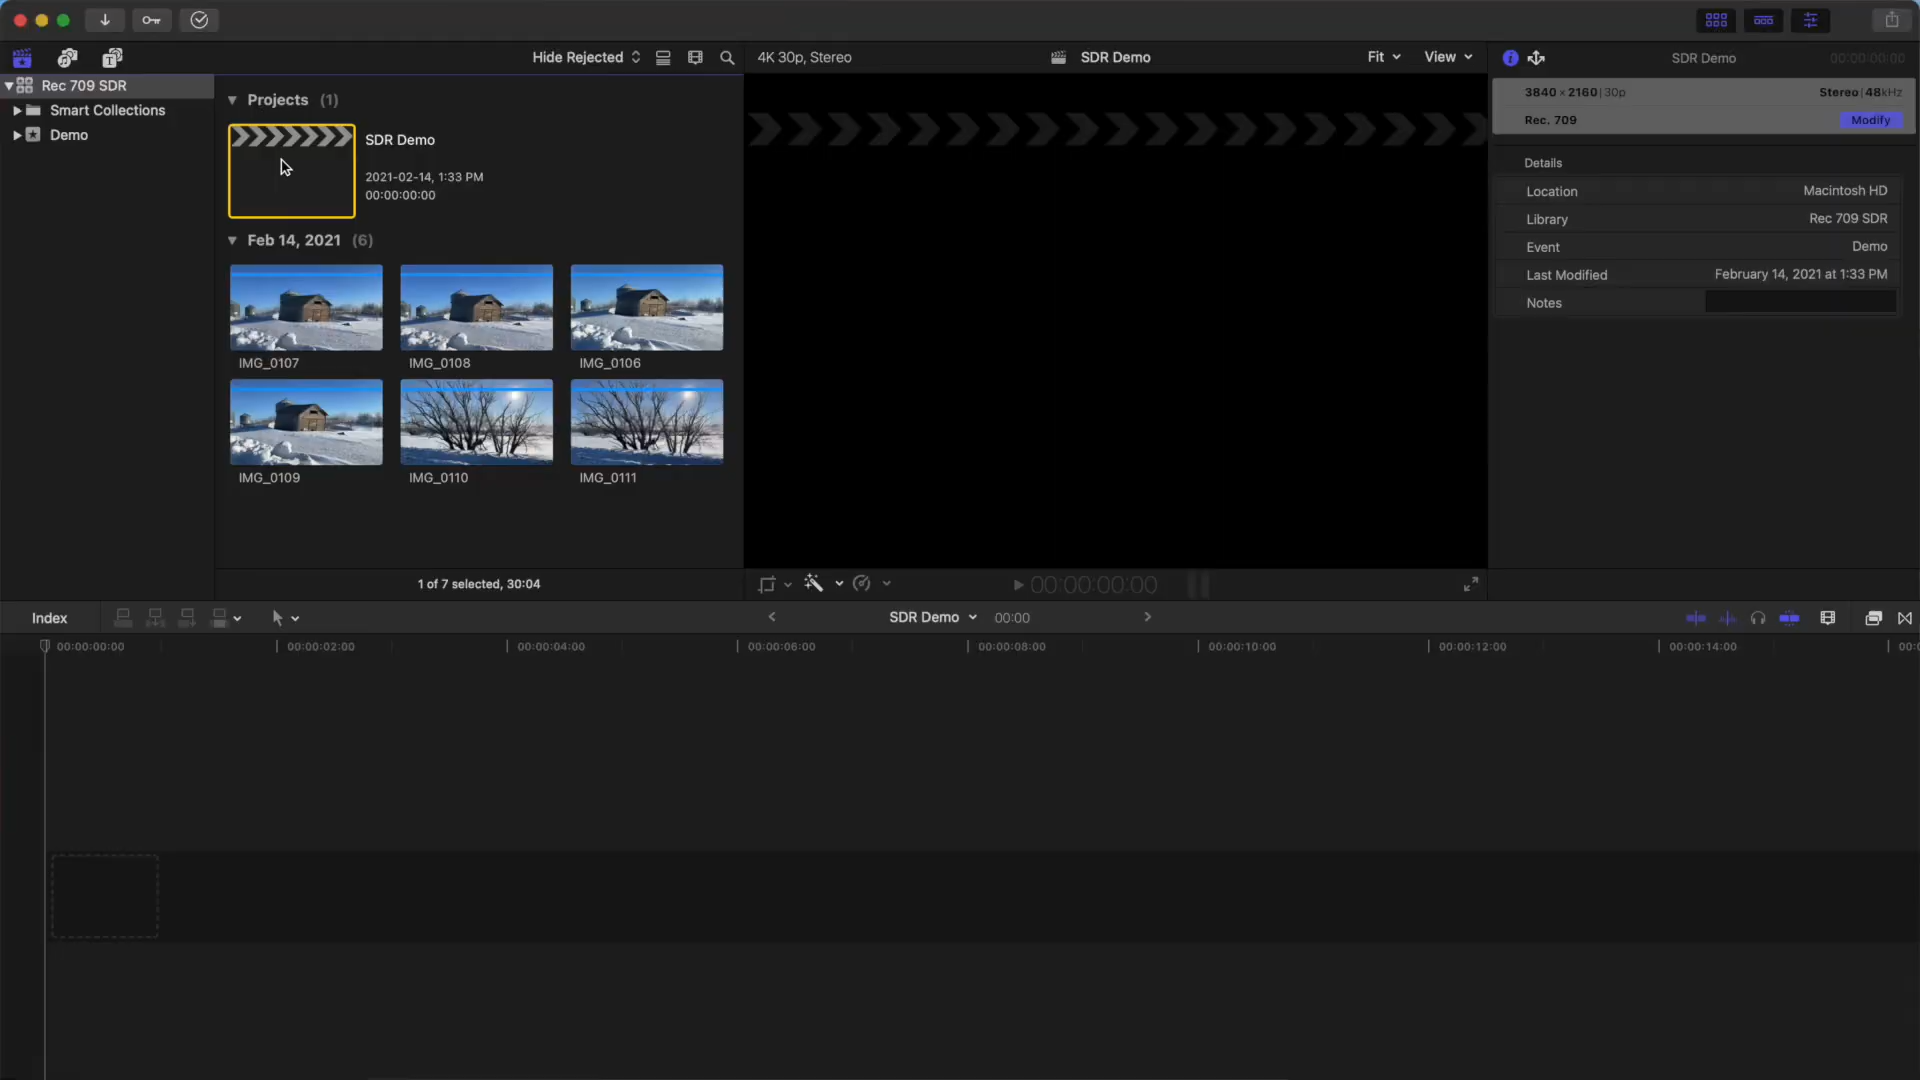 Hide Rejected
4K 30p, Stereo
SDR Demo
Fit
View
SDR Demo
00:00:00:00
Rec 709 SDR
Smart Collections
Demo
Projects (1)
SDR Demo
2021-02-14, 1:33 PM
00:00:00:00
Feb 14, 2021 (6)
IMG_0107
IMG_0108
IMG_0106
IMG_0109
IMG_0110
IMG_0111
1 of 7 selected, 30:04
3840 × 2160 | 30p
Stereo | 48kHz
Rec. 709
Modify
Details
Location
Macintosh HD
Library
Rec 709 SDR
Event
Demo
Last Modified
February 14, 2021 at 1:33 PM
Notes
00:00:00:00
Index
SDR Demo
00:00
00:00:00:00
00:00:02:00
00:00:04:00
00:00:06:00
00:00:08:00
00:00:10:00
00:00:12:00
00:00:14:00